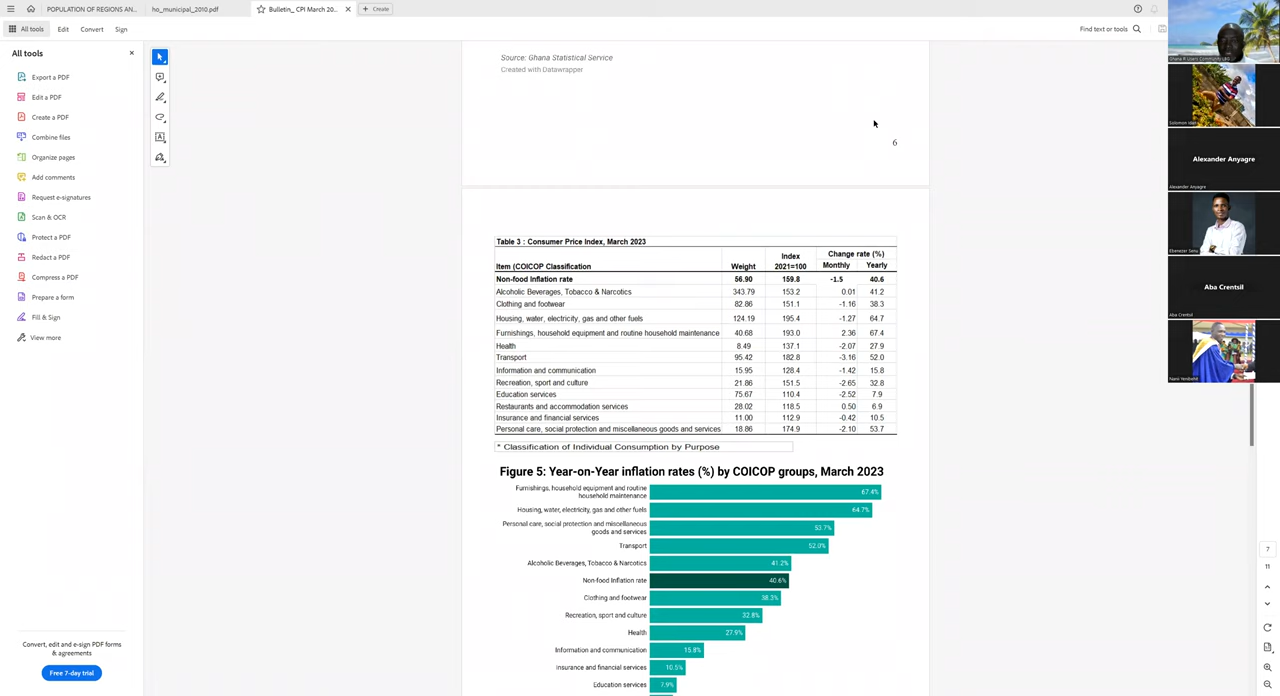 POPULATION OF REGIONS AN...
ho_municipal_2010.pdf
Bulletin_ CPI March 20...
+ Create
All tools
Edit
Convert
Sign
Find text or tools
All tools
Export a PDF
Edit a PDF
Create a PDF
Combine files
Organize pages
Add comments
Request e-signatures
Scan & OCR
Protect a PDF
Redact a PDF
Compress a PDF
Prepare a form
Fill & Sign
View more
Convert, edit and e-sign PDF forms
& agreements
Free 7-day trial
Source: Ghana Statistical Service
Created with Datawrapper
6
Table 3 : Consumer Price Index, March 2023
Item (COICOP Classification Weight Index 2021=100 Change rate (%) Monthly Yearly
Non-food Inflation rate 56.90 159.8 -1.5 40.6
Alcoholic Beverages, Tobacco & Narcotics 343.79 153.2 0.01 41.2
Clothing and footwear 82.86 151.1 -1.16 38.3
Housing, water, electricity, gas and other fuels 124.19 195.4 -1.27 64.7
Furnishings, household equipment and routine household maintenance 40.68 193.0 2.36 67.4
Health 8.49 137.1 -2.07 27.9
Transport 95.42 182.8 -3.16 52.0
Information and communication 15.95 128.4 -1.42 15.8
Recreation, sport and culture 21.86 151.5 -2.65 32.8
Education services 75.67 110.4 -2.52 7.9
Restaurants and accommodation services 28.02 118.5 0.50 6.9
Insurance and financial services 11.00 112.9 -0.42 10.5
Personal care, social protection and miscellaneous goods and services 18.86 174.9 -2.10 53.7
* Classification of Individual Consumption by Purpose
Figure 5: Year-on-Year inflation rates (%) by COICOP groups, March 2023
Furnishings, household equipment and routine
household maintenance 67.4%
Housing, water, electricity, gas and other fuels 64.7%
Personal care, social protection and miscellaneous
goods and services 53.7%
Transport 52.0%
Alcoholic Beverages, Tobacco & Narcotics 41.2%
Non-food Inflation rate 40.6%
Clothing and footwear 38.3%
Recreation, sport and culture 32.8%
Health 27.9%
Information and communication 15.8%
Insurance and financial services 10.5%
Education services 7.9%
7
11
Ghana R Users Community
Solomon
Alexander Anyagre
Alexander Anyagre
Ebenezer
Aba Crentsil
Aba Crentsil